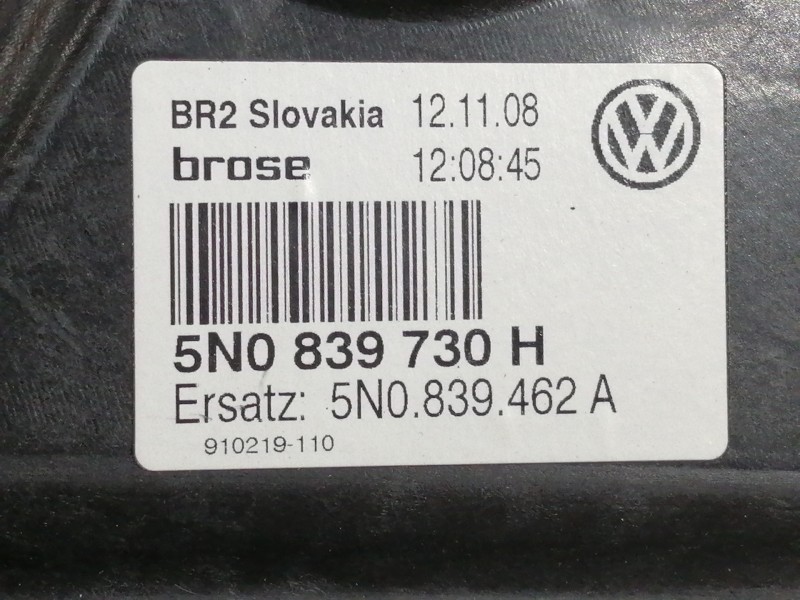 BR2 Slovakia 12.11.08
brose 12:08:45
5N0 839 730 H
Ersatz: 5N0.839.462 A
910219-110